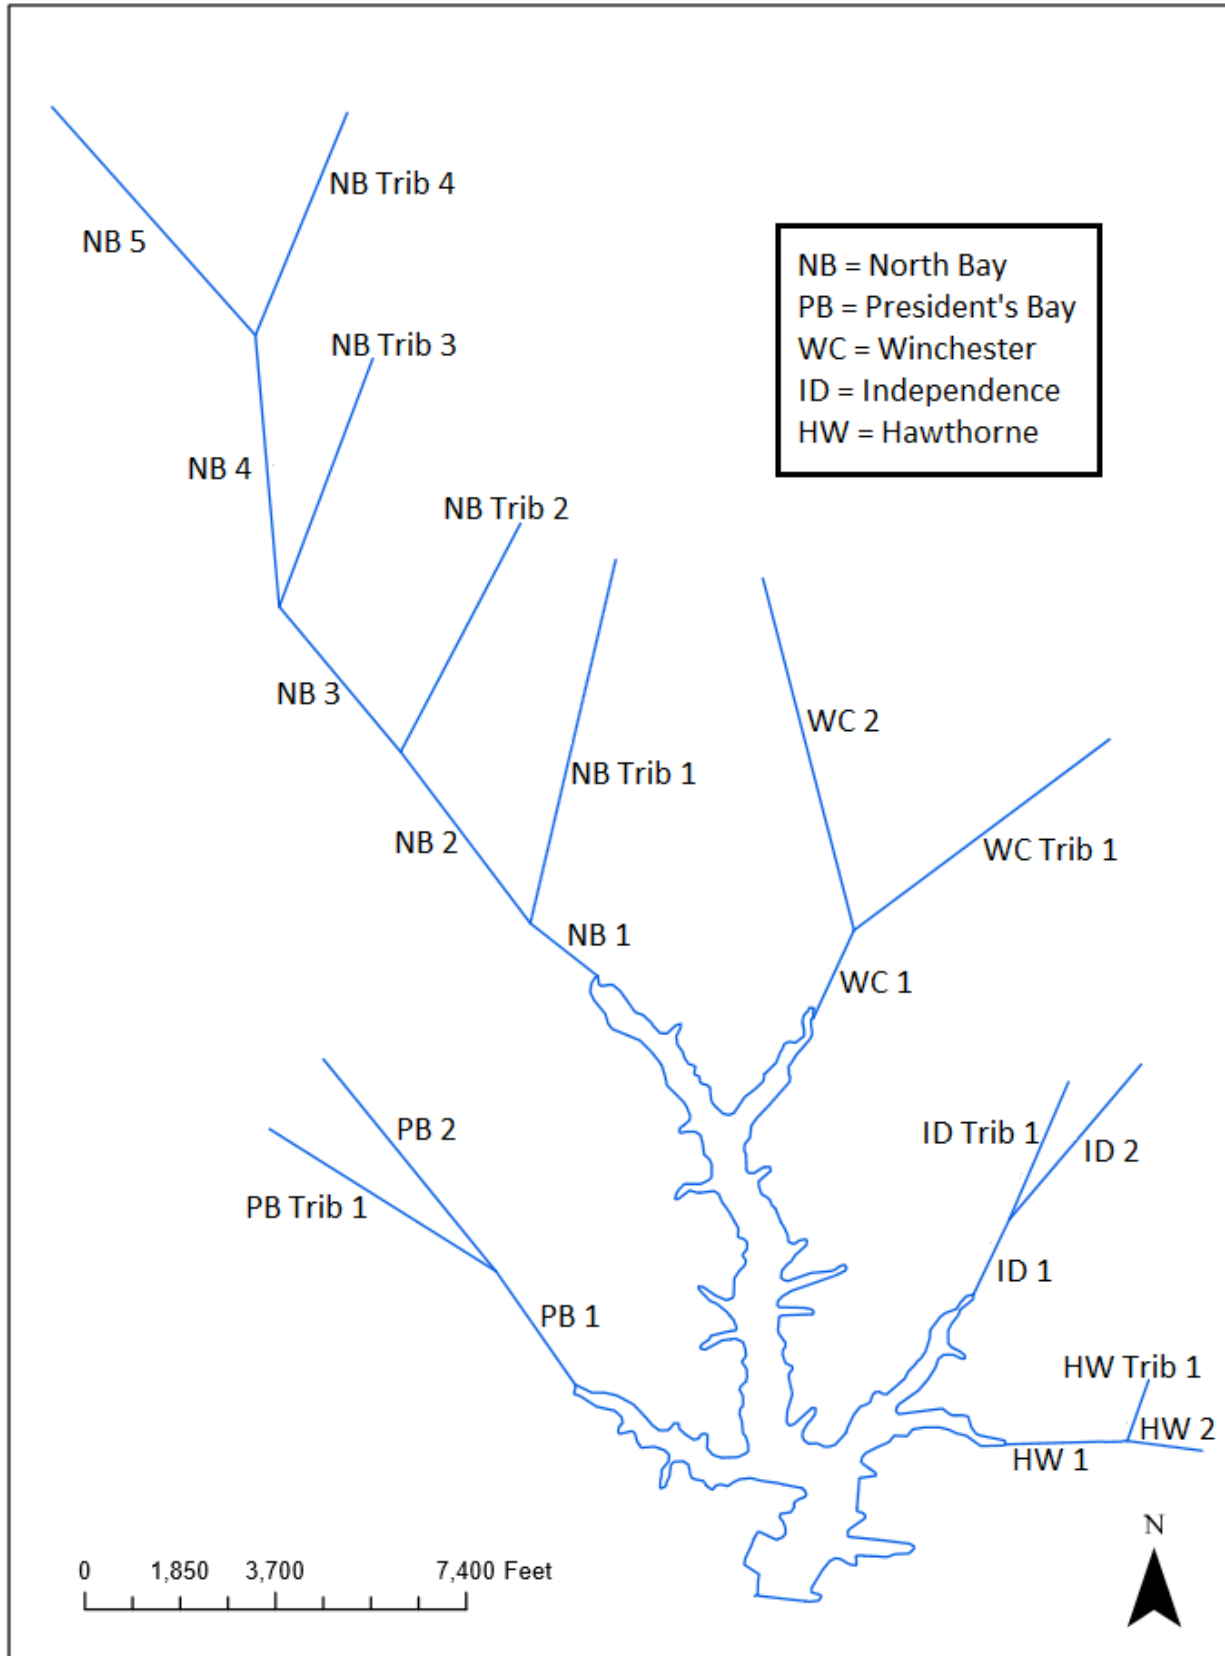 NB Trib 4
NB 5
NB = North Bay
PB = President's Bay
WC = Winchester
ID = Independence
HW = Hawthorne
NB Trib 3
NB 4
NB Trib 2
NB 3
WC 2
NB Trib 1
NB 2
WC Trib 1
NB 1
WC 1
PB 2
ID Trib 1
ID 2
PB Trib 1
ID 1
PB 1
HW Trib 1
HW 2
HW 1
N
0 1,850 3,700 7,400 Feet